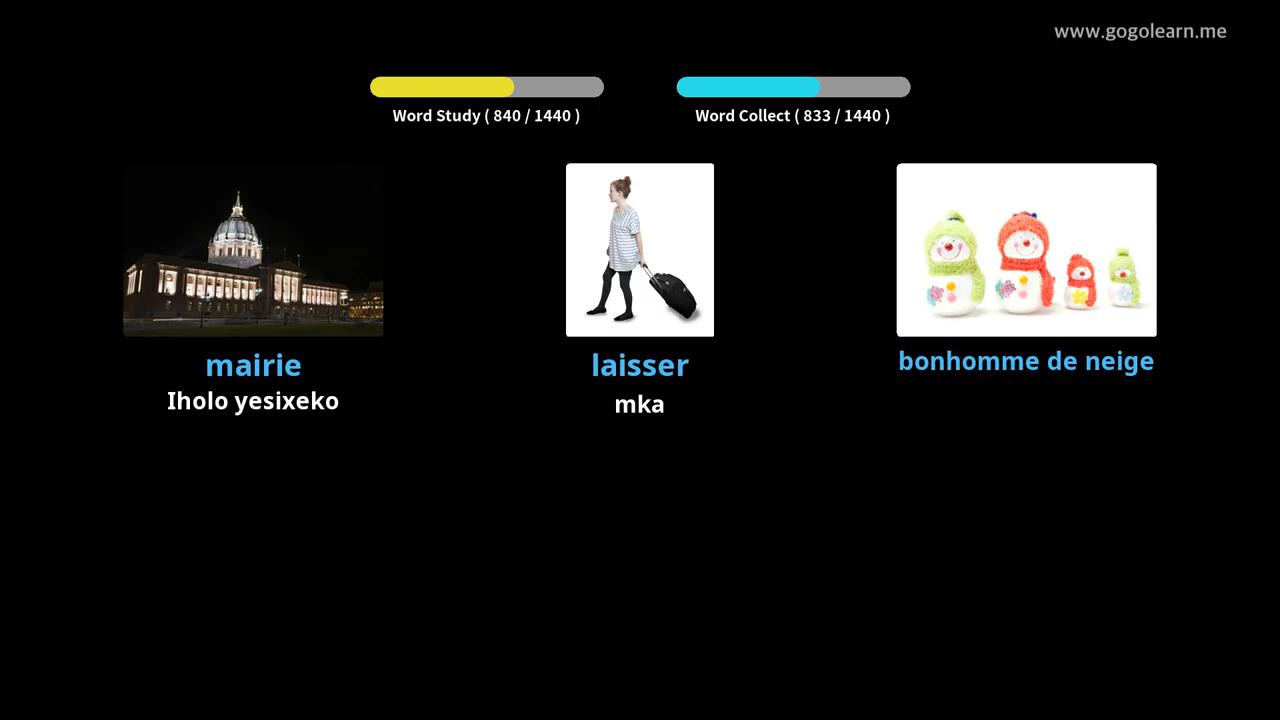 www.gogolearn.me
Word Study ( 840 / 1440 )
Word Collect ( 833 / 1440 )
mairie
Iholo yesixeko
laisser
mka
bonhomme de neige